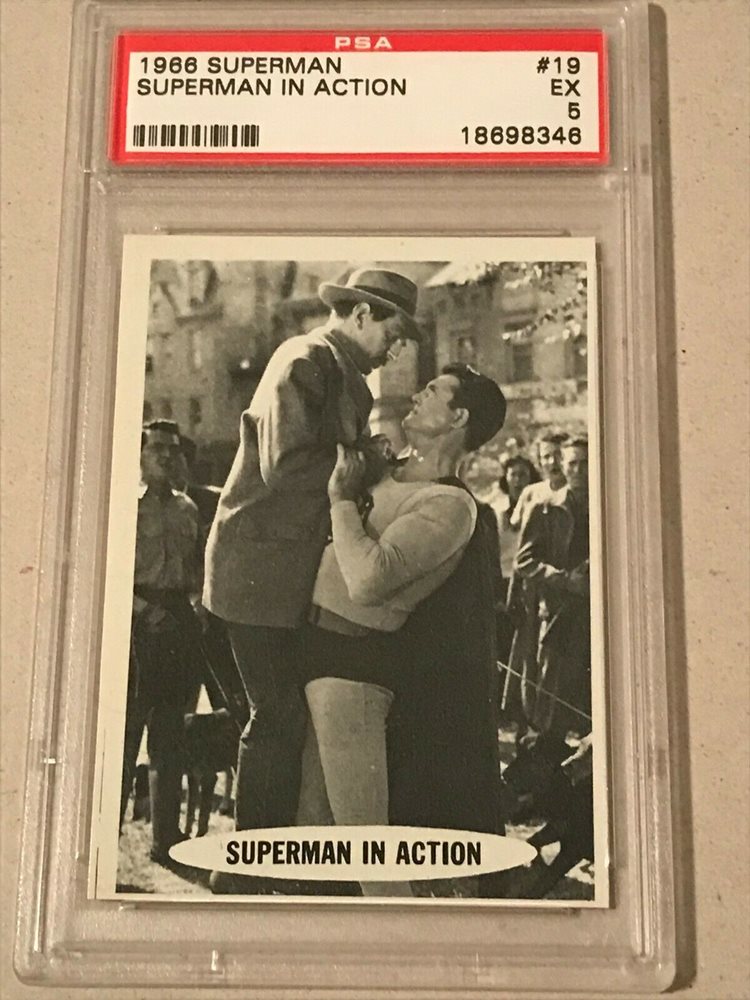 PSA
1966 SUPERMAN #19
SUPERMAN IN ACTION EX
5
18698346
SUPERMAN IN ACTION